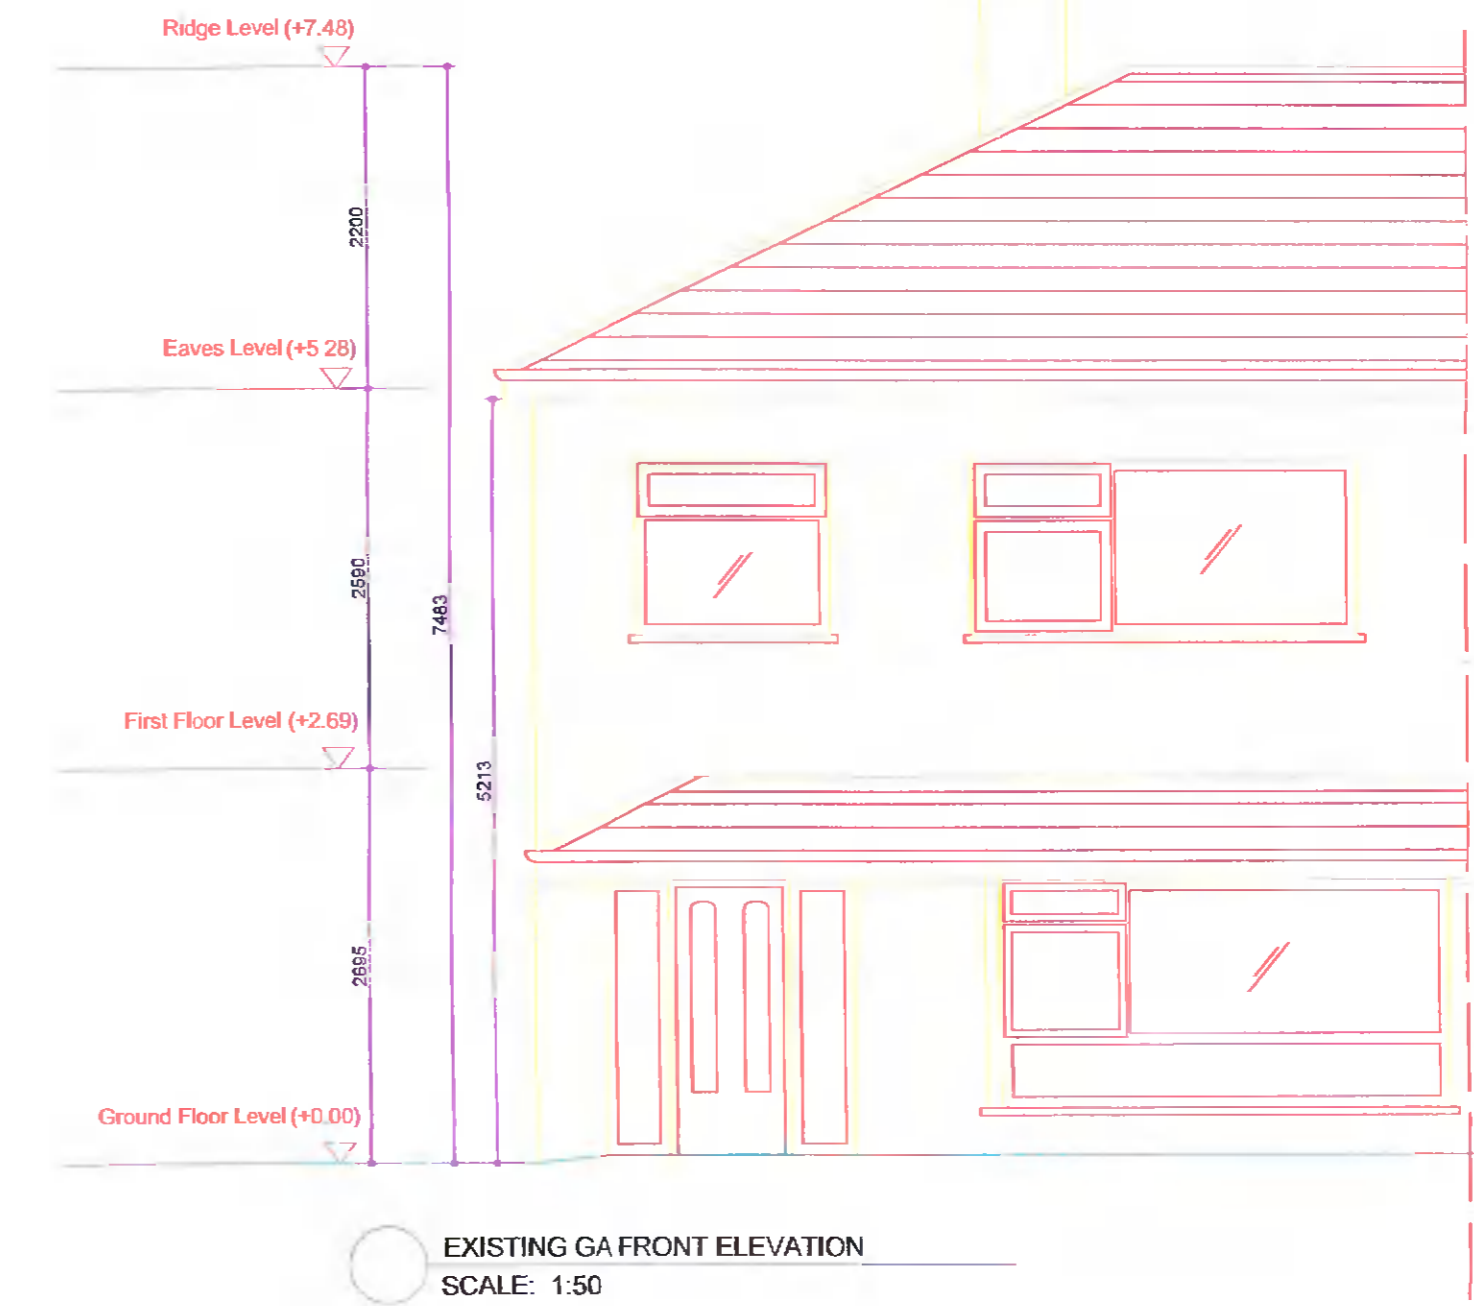 Ridge Level (+7.48)
2200
Eaves Level (+5 28)
2590
7483
First Floor Level (+2.69)
5213
2695
Ground Floor Level (+0.00)
EXISTING GA FRONT ELEVATION
SCALE: 1:50